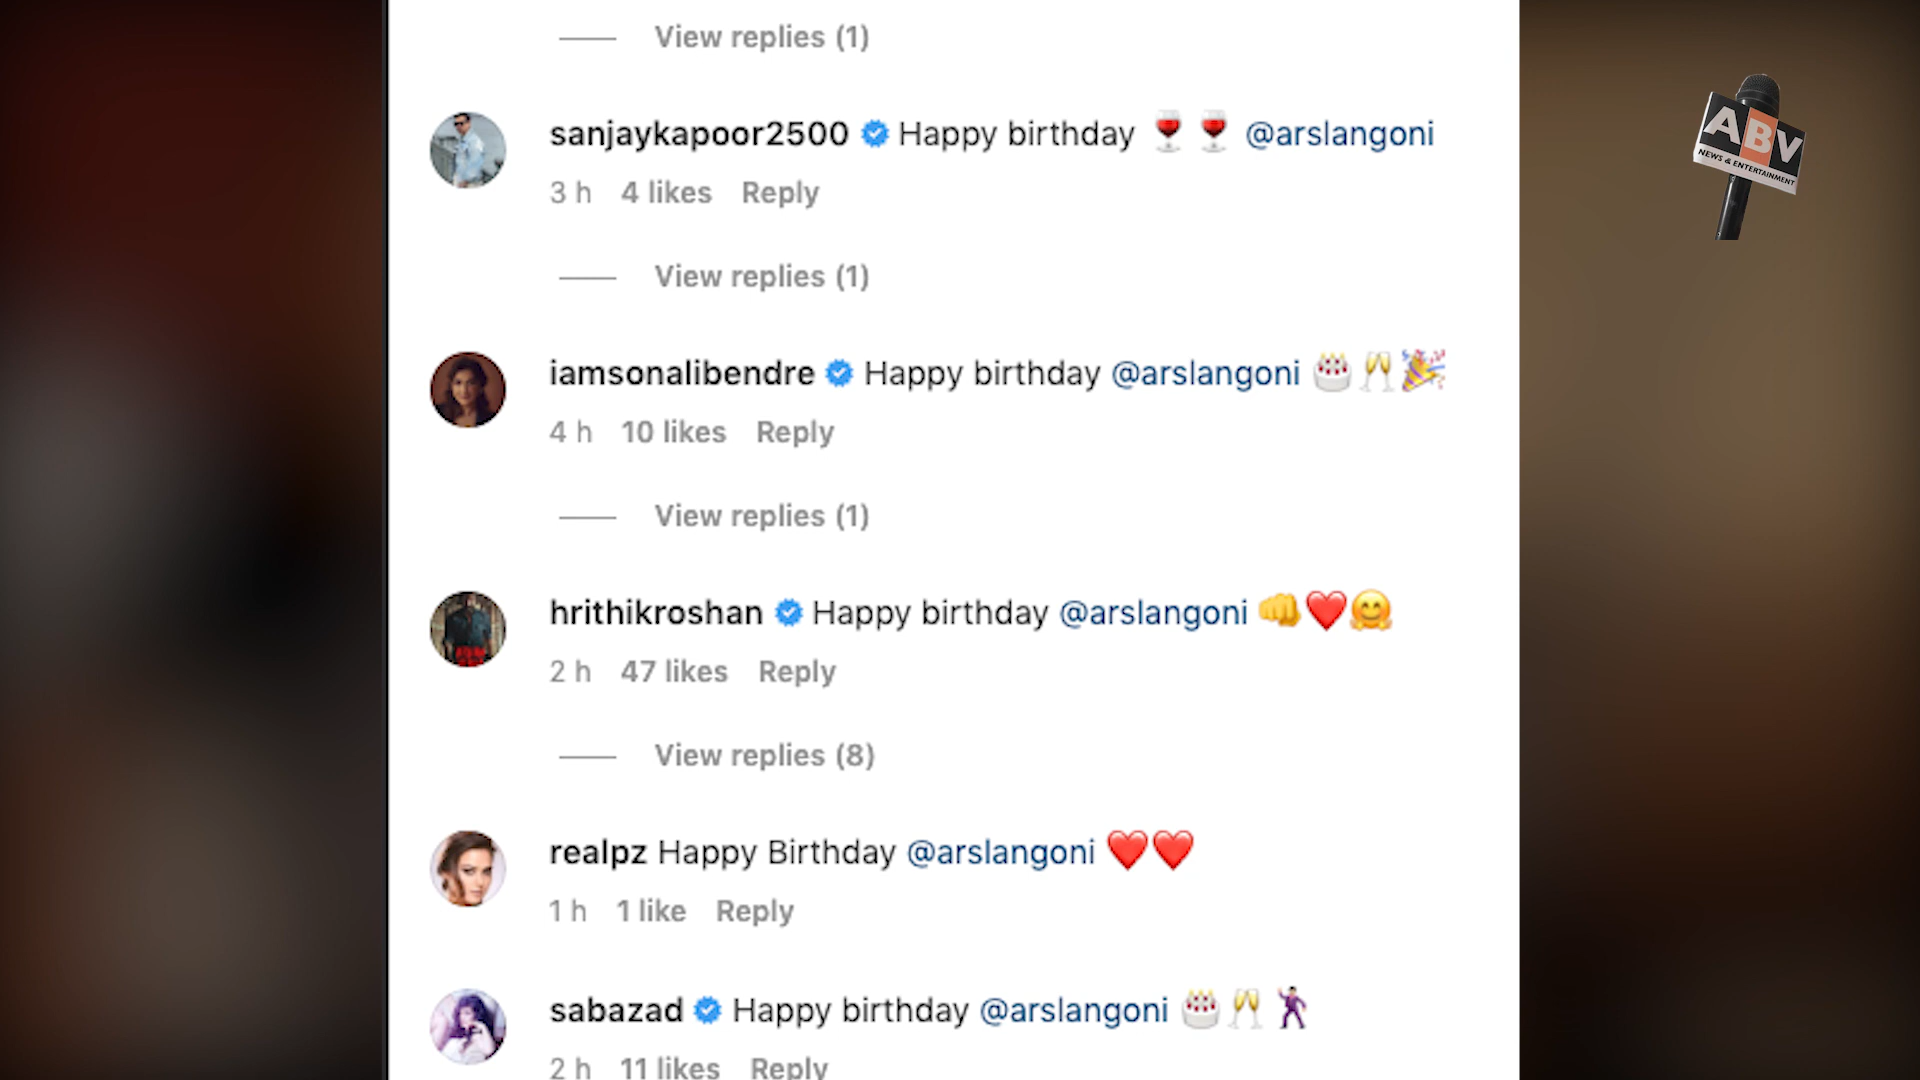 View replies (1)
sanjaykapoor2500 Happy birthday 🍷🍷 @arslangoni
3 h 4 likes Reply
View replies (1)
iamsonalibendre Happy birthday @arslangoni 🎂🥂🎉
4 h 10 likes Reply
View replies (1)
hrithikroshan Happy birthday @arslangoni 👊❤️🤗
2 h 47 likes Reply
View replies (8)
realpz Happy Birthday @arslangoni ❤️❤️
1 h 1 like Reply
sabazad Happy birthday @arslangoni 🎂🥂🕺
2 h 11 likes Reply
ABV
NEWS & ENTERTAINMENT